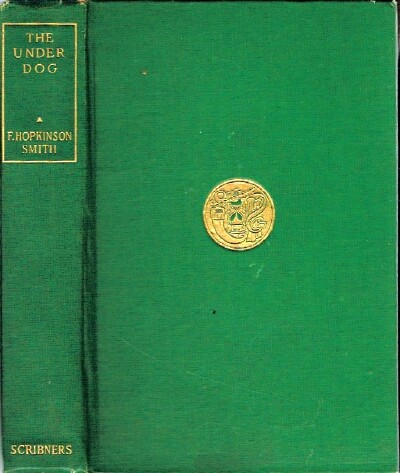 THE
UNDER
DOG
F. HOPKINSON
SMITH
SCRIBNERS